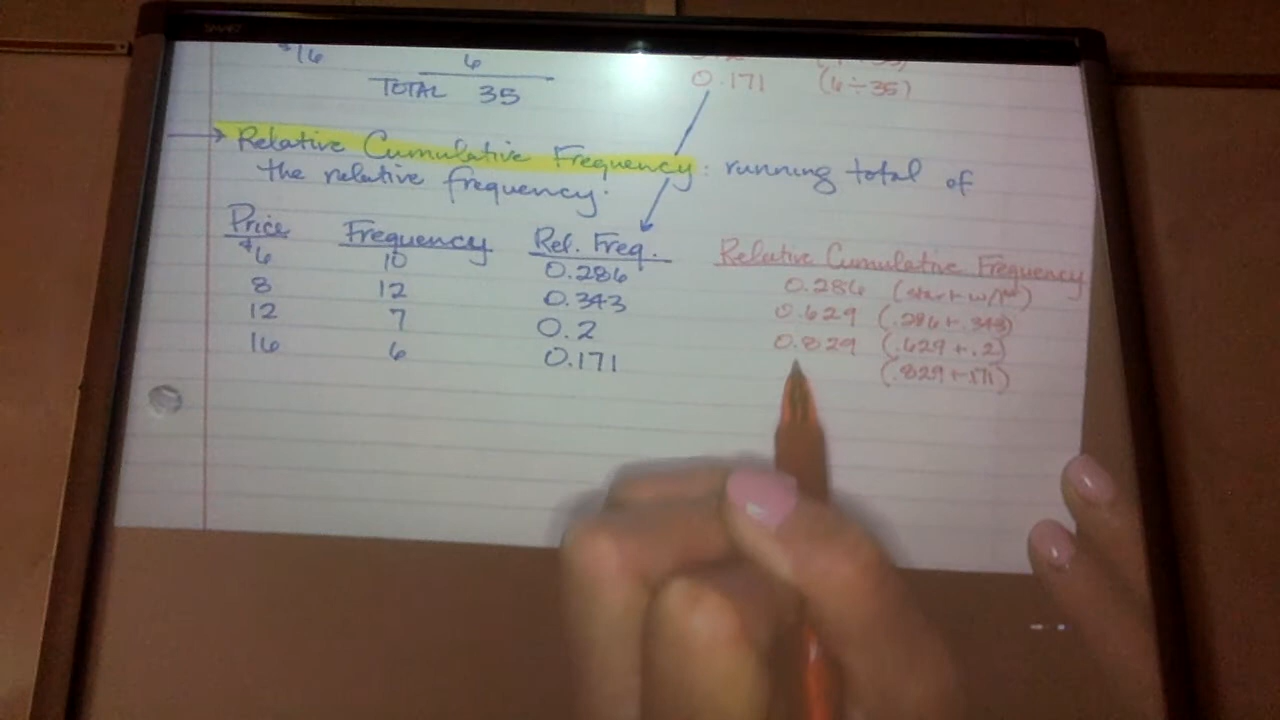 SMART
$16 6
TOTAL 35 0.171 (6÷35)
→ Relative Cumulative Frequency: running total of
the relative frequency.
Price Frequency Rel. Freq. Relative Cumulative Frequency
$6 10 0.286 0.286 (start w/1st)
8 12 0.343 0.629 (.286+.343)
12 7 0.2 0.829 (.629+.2)
16 6 0.171 (.829+.171)